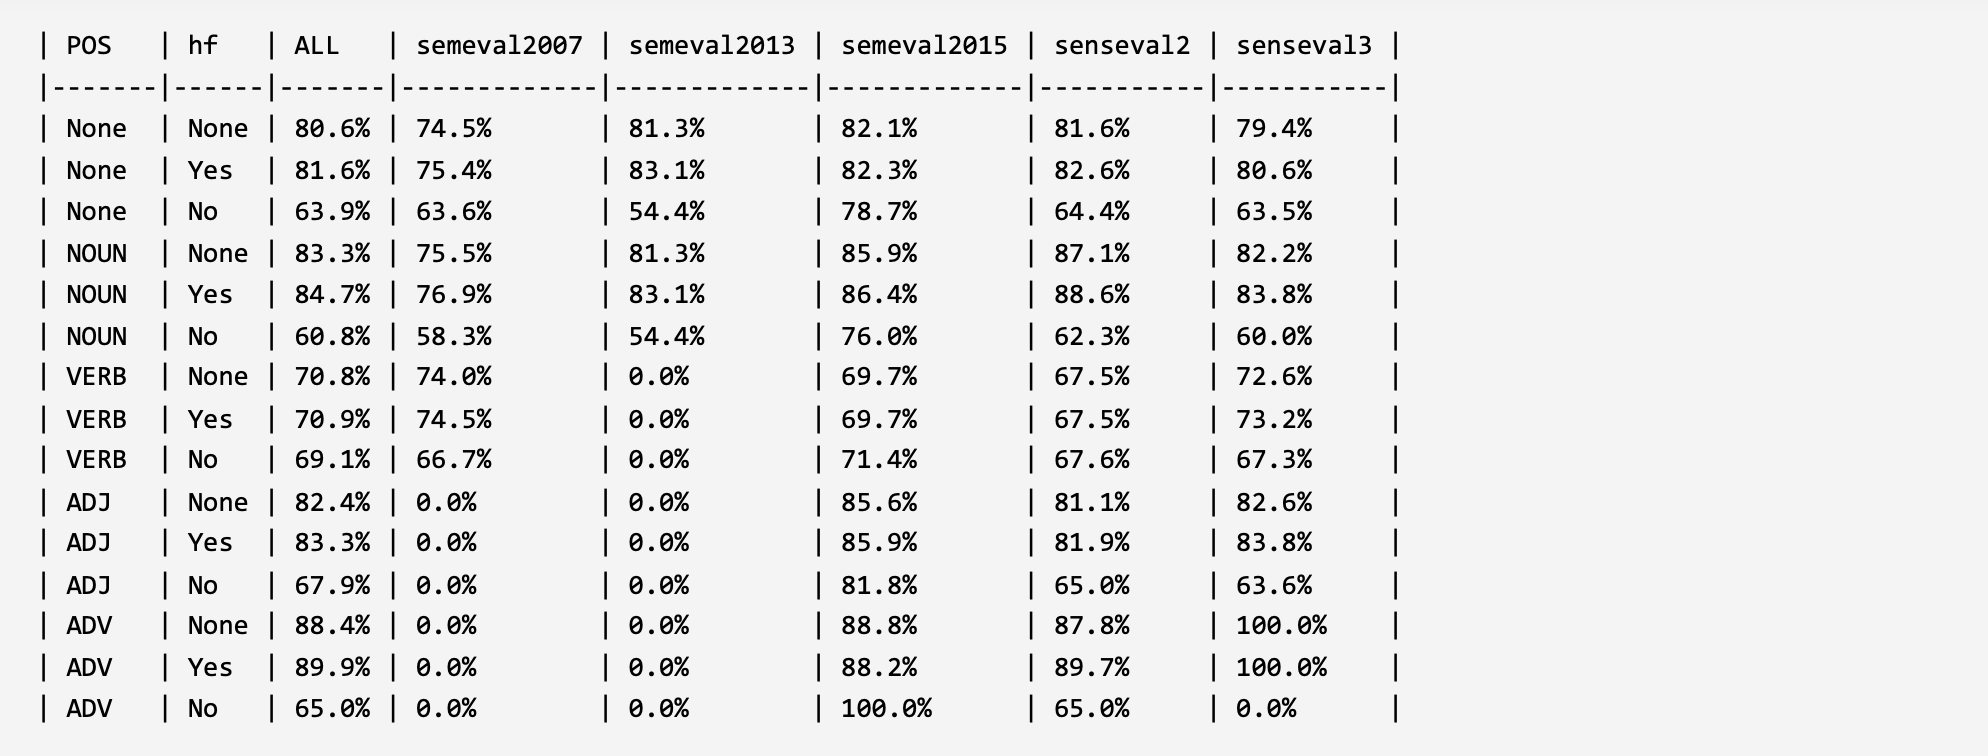 | POS   | hf   | ALL   | semeval2007 | semeval2013 | semeval2015 | senseval2 | senseval3 |
|-------|------|-------|-------------|-------------|-------------|-----------|-----------|
| None  | None | 80.6% | 74.5%       | 81.3%       | 82.1%       | 81.6%     | 79.4%     |
| None  | Yes  | 81.6% | 75.4%       | 83.1%       | 82.3%       | 82.6%     | 80.6%     |
| None  | No   | 63.9% | 63.6%       | 54.4%       | 78.7%       | 64.4%     | 63.5%     |
| NOUN  | None | 83.3% | 75.5%       | 81.3%       | 85.9%       | 87.1%     | 82.2%     |
| NOUN  | Yes  | 84.7% | 76.9%       | 83.1%       | 86.4%       | 88.6%     | 83.8%     |
| NOUN  | No   | 60.8% | 58.3%       | 54.4%       | 76.0%       | 62.3%     | 60.0%     |
| VERB  | None | 70.8% | 74.0%       | 0.0%        | 69.7%       | 67.5%     | 72.6%     |
| VERB  | Yes  | 70.9% | 74.5%       | 0.0%        | 69.7%       | 67.5%     | 73.2%     |
| VERB  | No   | 69.1% | 66.7%       | 0.0%        | 71.4%       | 67.6%     | 67.3%     |
| ADJ   | None | 82.4% | 0.0%        | 0.0%        | 85.6%       | 81.1%     | 82.6%     |
| ADJ   | Yes  | 83.3% | 0.0%        | 0.0%        | 85.9%       | 81.9%     | 83.8%     |
| ADJ   | No   | 67.9% | 0.0%        | 0.0%        | 81.8%       | 65.0%     | 63.6%     |
| ADV   | None | 88.4% | 0.0%        | 0.0%        | 88.8%       | 87.8%     | 100.0%    |
| ADV   | Yes  | 89.9% | 0.0%        | 0.0%        | 88.2%       | 89.7%     | 100.0%    |
| ADV   | No   | 65.0% | 0.0%        | 0.0%        | 100.0%      | 65.0%     | 0.0%      |